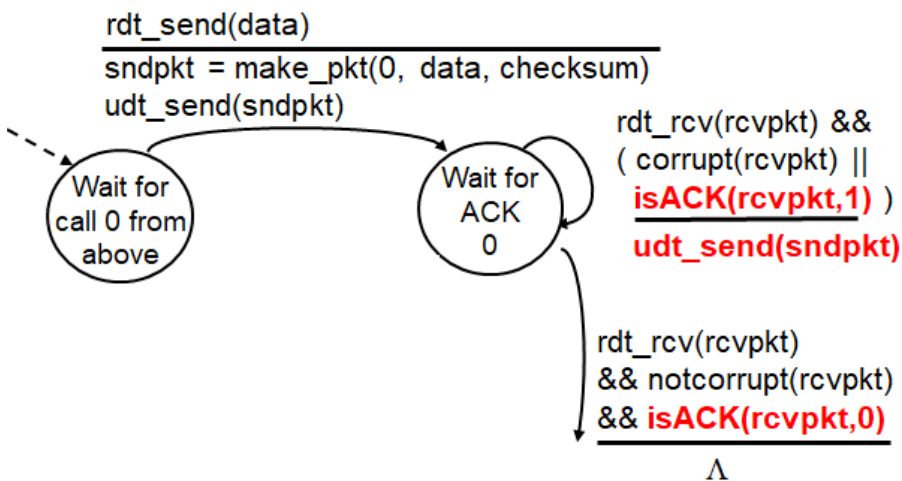 rdt_send(data)
sndpkt = make_pkt(0, data, checksum)
udt_send(sndpkt)
Wait for
call 0 from
above
Wait for
ACK
0
rdt_rcv(rcvpkt) &&
( corrupt(rcvpkt) ||
isACK(rcvpkt,1) )
udt_send(sndpkt)
rdt_rcv(rcvpkt)
&& notcorrupt(rcvpkt)
&& isACK(rcvpkt,0)
Λ